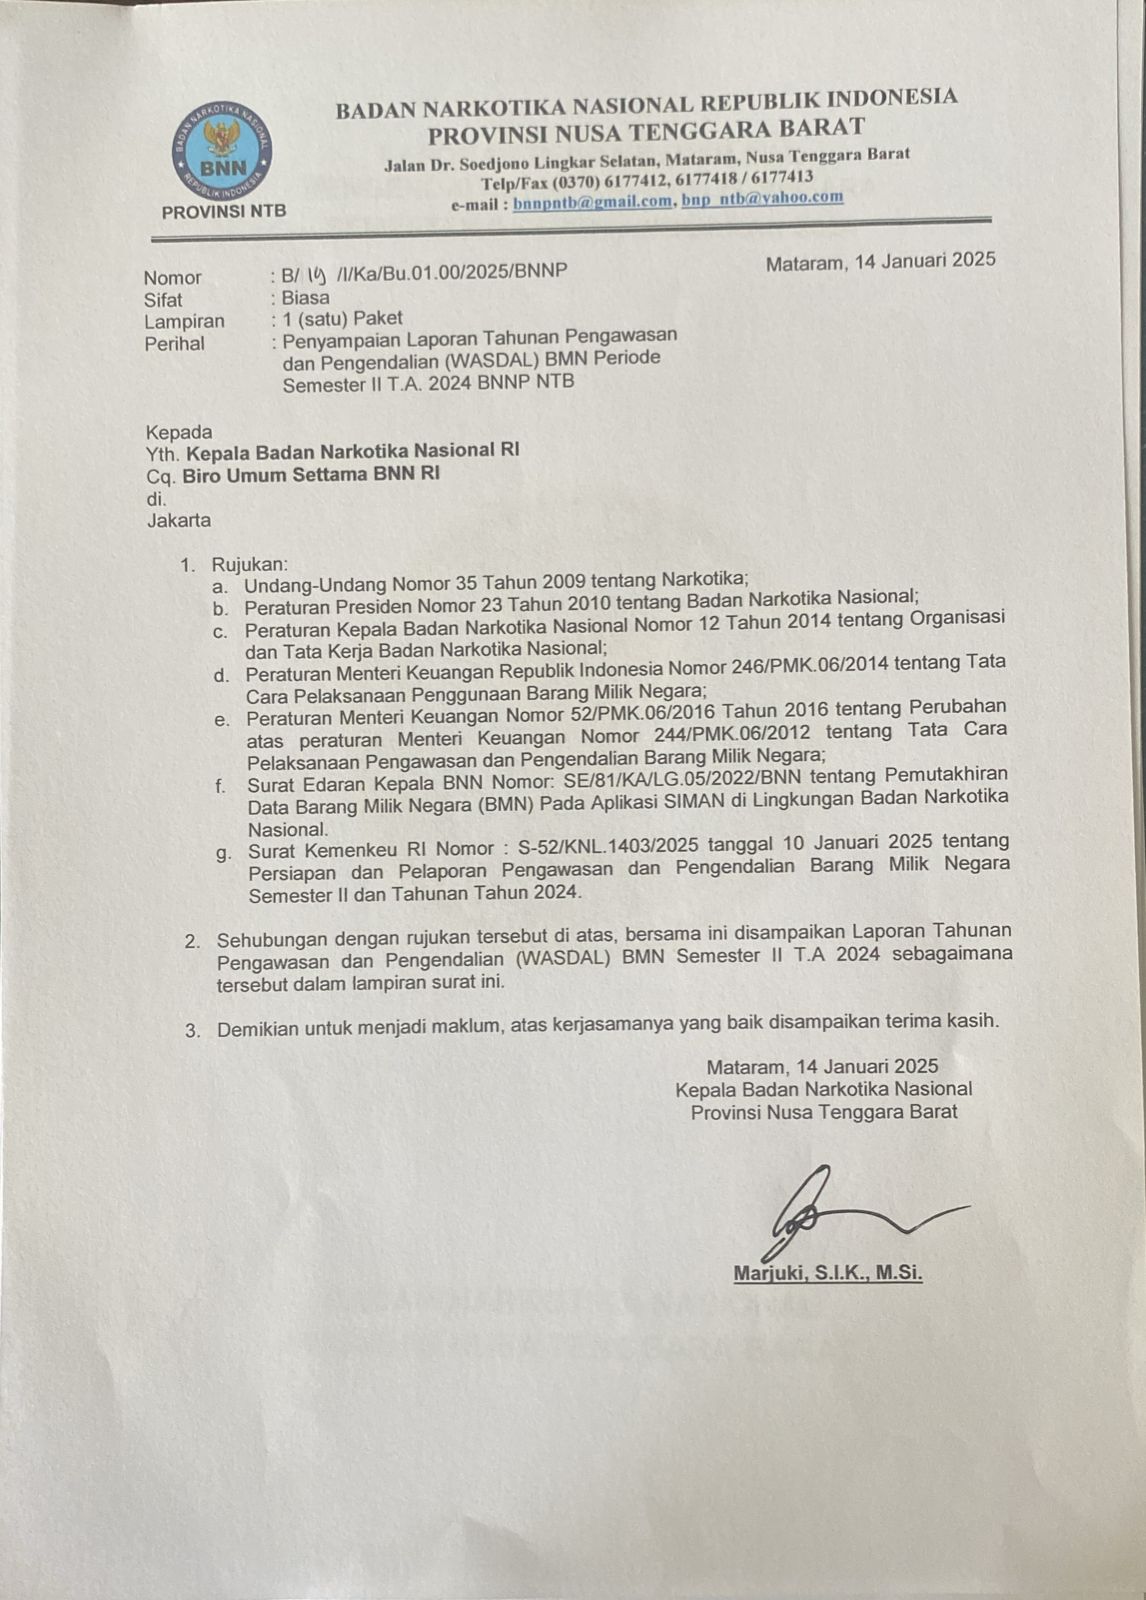 BADAN NARKOTIKA NASIONAL
BNN
REPUBLIK INDONESIA
PROVINSI NTB
BADAN NARKOTIKA NASIONAL REPUBLIK INDONESIA
PROVINSI NUSA TENGGARA BARAT
Jalan Dr. Soedjono Lingkar Selatan, Mataram, Nusa Tenggara Barat
Telp/Fax (0370) 6177412, 6177418 / 6177413
e-mail : bnnpntb@gmail.com, bnp_ntb@yahoo.com
Nomor : B/ /I/Ka/Bu.01.00/2025/BNNP Mataram, 14 Januari 2025
Sifat : Biasa
Lampiran : 1 (satu) Paket
Perihal : Penyampaian Laporan Tahunan Pengawasan
dan Pengendalian (WASDAL) BMN Periode
Semester II T.A. 2024 BNNP NTB
Kepada
Yth. Kepala Badan Narkotika Nasional RI
Cq. Biro Umum Settama BNN RI
di.
Jakarta
1. Rujukan:
a. Undang-Undang Nomor 35 Tahun 2009 tentang Narkotika;
b. Peraturan Presiden Nomor 23 Tahun 2010 tentang Badan Narkotika Nasional;
c. Peraturan Kepala Badan Narkotika Nasional Nomor 12 Tahun 2014 tentang Organisasi
dan Tata Kerja Badan Narkotika Nasional;
d. Peraturan Menteri Keuangan Republik Indonesia Nomor 246/PMK.06/2014 tentang Tata
Cara Pelaksanaan Penggunaan Barang Milik Negara;
e. Peraturan Menteri Keuangan Nomor 52/PMK.06/2016 Tahun 2016 tentang Perubahan
atas peraturan Menteri Keuangan Nomor 244/PMK.06/2012 tentang Tata Cara
Pelaksanaan Pengawasan dan Pengendalian Barang Milik Negara;
f. Surat Edaran Kepala BNN Nomor: SE/81/KA/LG.05/2022/BNN tentang Pemutakhiran
Data Barang Milik Negara (BMN) Pada Aplikasi SIMAN di Lingkungan Badan Narkotika
Nasional.
g. Surat Kemenkeu RI Nomor : S-52/KNL.1403/2025 tanggal 10 Januari 2025 tentang
Persiapan dan Pelaporan Pengawasan dan Pengendalian Barang Milik Negara
Semester II dan Tahunan Tahun 2024.
2. Sehubungan dengan rujukan tersebut di atas, bersama ini disampaikan Laporan Tahunan
Pengawasan dan Pengendalian (WASDAL) BMN Semester II T.A 2024 sebagaimana
tersebut dalam lampiran surat ini.
3. Demikian untuk menjadi maklum, atas kerjasamanya yang baik disampaikan terima kasih.
Mataram, 14 Januari 2025
Kepala Badan Narkotika Nasional
Provinsi Nusa Tenggara Barat
Marjuki, S.I.K., M.Si.